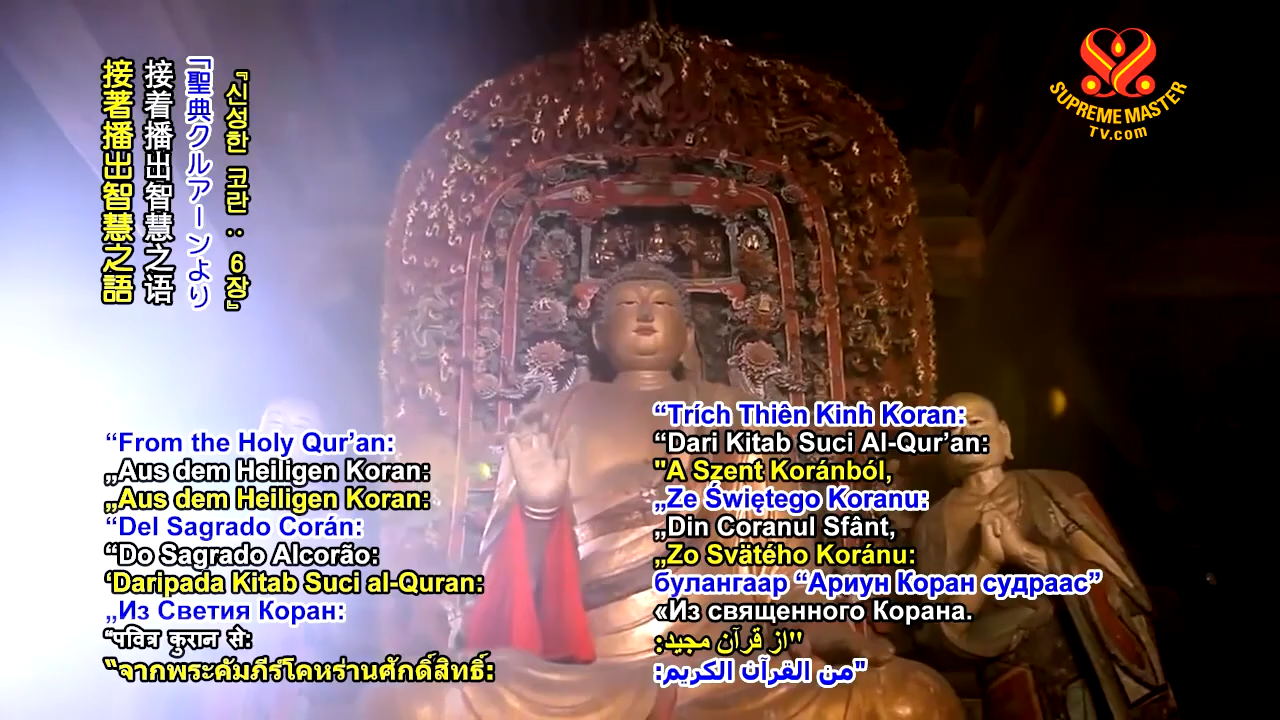 『신성한 코란 : 6장』
「聖典クルアーンより
接着播出智慧之语
接著播出智慧之語
SUPREME MASTER
TV.com
“From the Holy Qur’an:
„Aus dem Heiligen Koran:
„Aus dem Heiligen Koran:
“Del Sagrado Corán:
“Do Sagrado Alcorão:
‘Daripada Kitab Suci al-Quran:
„Из Светия Коран:
“पवित्र कुरान से:
“จากพระคัมภีร์โคหร่านศักดิ์สิทธิ์:
“Trích Thiên Kinh Koran:
“Dari Kitab Suci Al-Qur’an:
"A Szent Koránból,
„Ze Świętego Koranu:
„Din Coranul Sfânt,
„Zo Svätého Koránu:
булангаар “Ариун Коран судраас”
«Из священного Корана.
"از قرآن مجید:
"من القرآن الكريم: